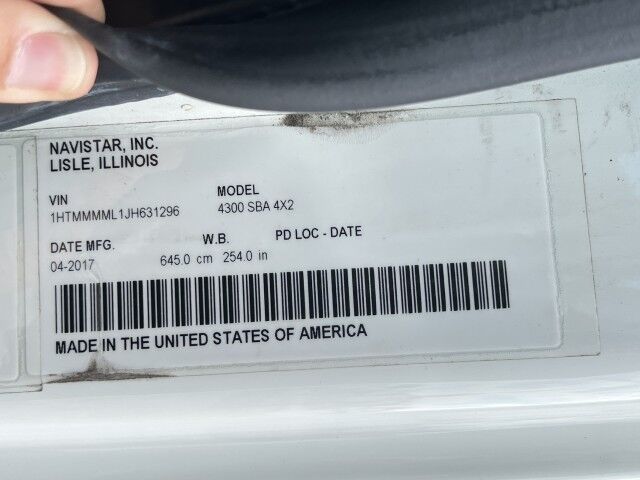 NAVISTAR, INC.
LISLE, ILLINOIS
VIN MODEL
1HTMMMML1JH631296 4300 SBA 4X2
DATE MFG. W.B. PD LOC - DATE
04-2017 645.0 cm 254.0 in
MADE IN THE UNITED STATES OF AMERICA